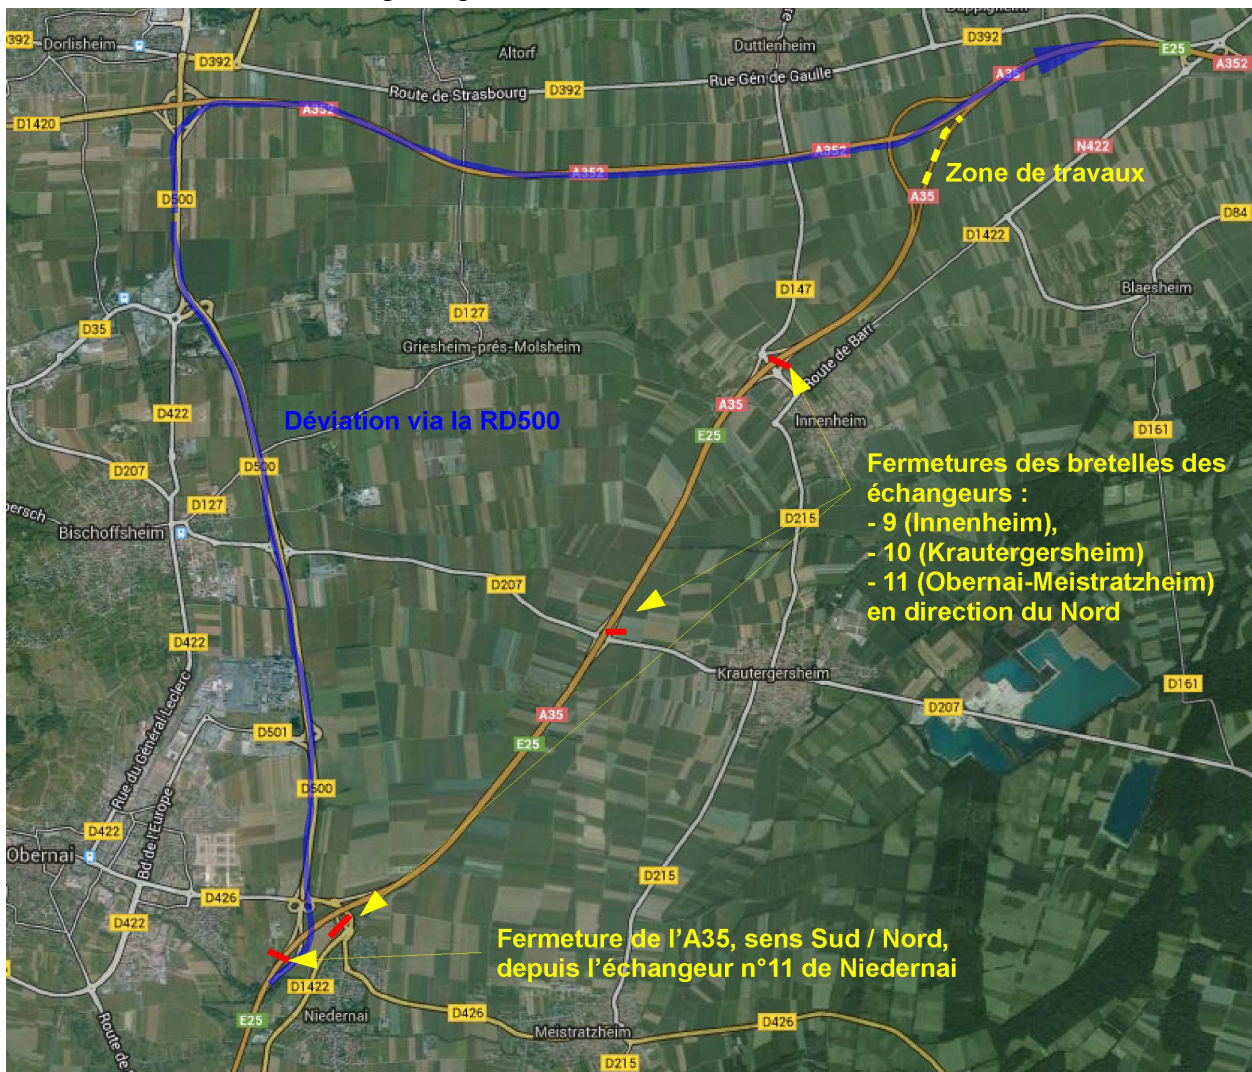 Dorlisheim
Altorf
Duttlenheim
D392
D392
E25
A352
D392
Route de Strasbourg
D392
Rue Gén de Gaulle
A35
D1420
A352
N422
A352
A352
Zone de travaux
D500
A35
D84
D1422
Blaesheim
D147
D35
D127
Griesheim-prés-Molsheim
Route de Barr
D422
Déviation via la RD500
A35
Innenheim
E25
D161
D207
D500
Fermetures des bretelles des
échangeurs :
- 9 (Innenheim),
- 10 (Krautergersheim)
- 11 (Obernai-Meistratzheim)
en direction du Nord
D127
Bischoffsheim
D215
D207
D422
Krautergersheim
D161
D207
Rue du Général Leclerc
D501
A35
E25
D500
Bd de l'Europe
D422
Obernai
D426
D215
D422
Fermeture de l'A35, sens Sud / Nord,
depuis l'échangeur n°11 de Niedernai
D1422
E25
Niedernai
D426
Meistratzheim
D426
D215